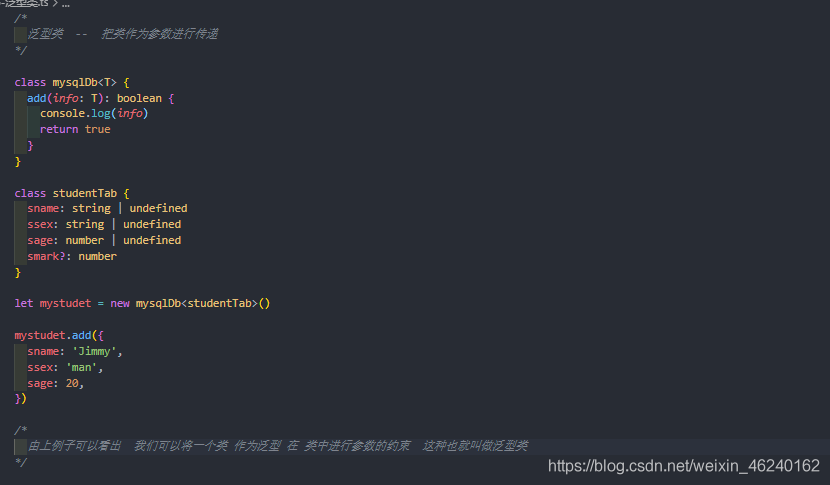 -泛型类.ts > ...
/*
泛型类 -- 把类作为参数进行传递
*/
class mysqlDb<T> {
add(info: T): boolean {
console.log(info)
return true
}
}
class studentTab {
sname: string | undefined
ssex: string | undefined
sage: number | undefined
smark?: number
}
let mystudet = new mysqlDb<studentTab>()
mystudet.add({
sname: 'Jimmy',
ssex: 'man',
sage: 20,
})
/*
由上例子可以看出 我们可以将一个类 作为泛型 在 类中进行参数的约束 这种也就叫做泛型类
*/
https://blog.csdn.net/weixin_46240162